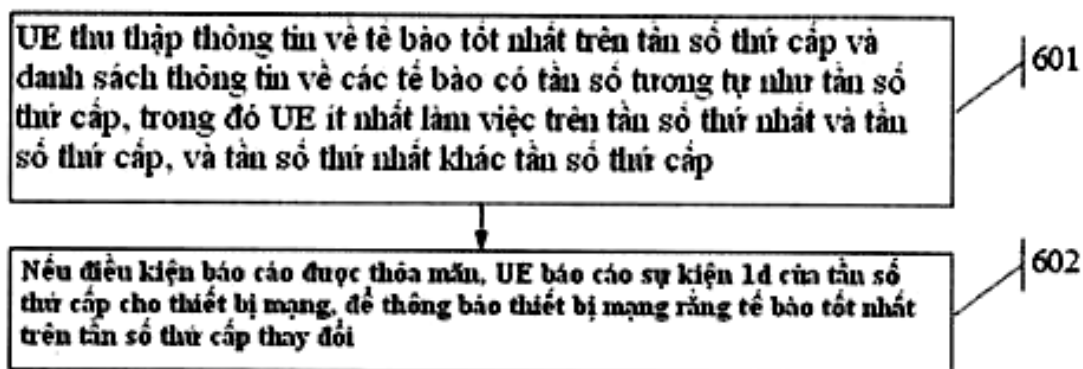 UE thu thập thông tin về tế bào tốt nhất trên tần số thứ cấp và
danh sách thông tin về các tế bào có tần số tương tự như tần số
thứ cấp, trong đó UE ít nhất làm việc trên tần số thứ nhất và tần
số thứ cấp, và tần số thứ nhất khác tần số thứ cấp
601
Nếu điều kiện báo cáo được thỏa mãn, UE báo cáo sự kiện 1d của tần số
thứ cấp cho thiết bị mạng, để thông báo thiết bị mạng rằng tế bào tốt nhất
trên tần số thứ cấp thay đổi
602